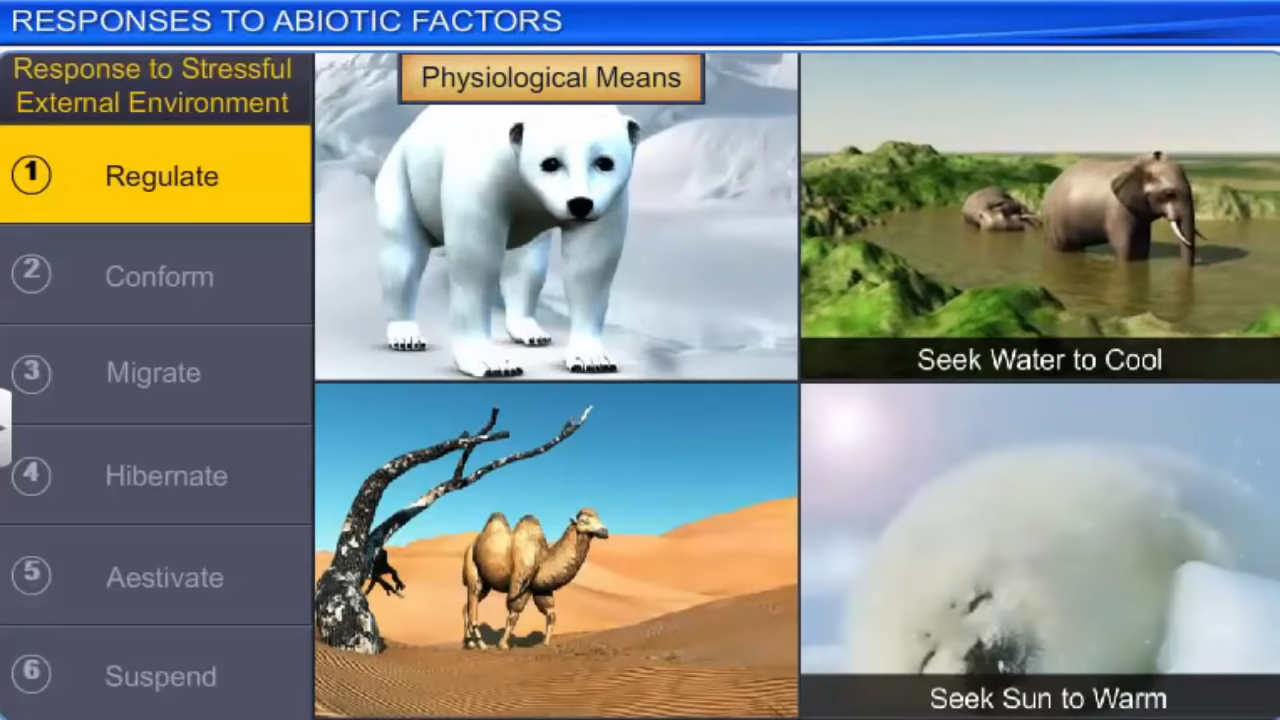 RESPONSES TO ABIOTIC FACTORS
Response to Stressful
External Environment
1 Regulate
2 Conform
3 Migrate
4 Hibernate
5 Aestivate
6 Suspend
Physiological Means
Seek Water to Cool
Seek Sun to Warm